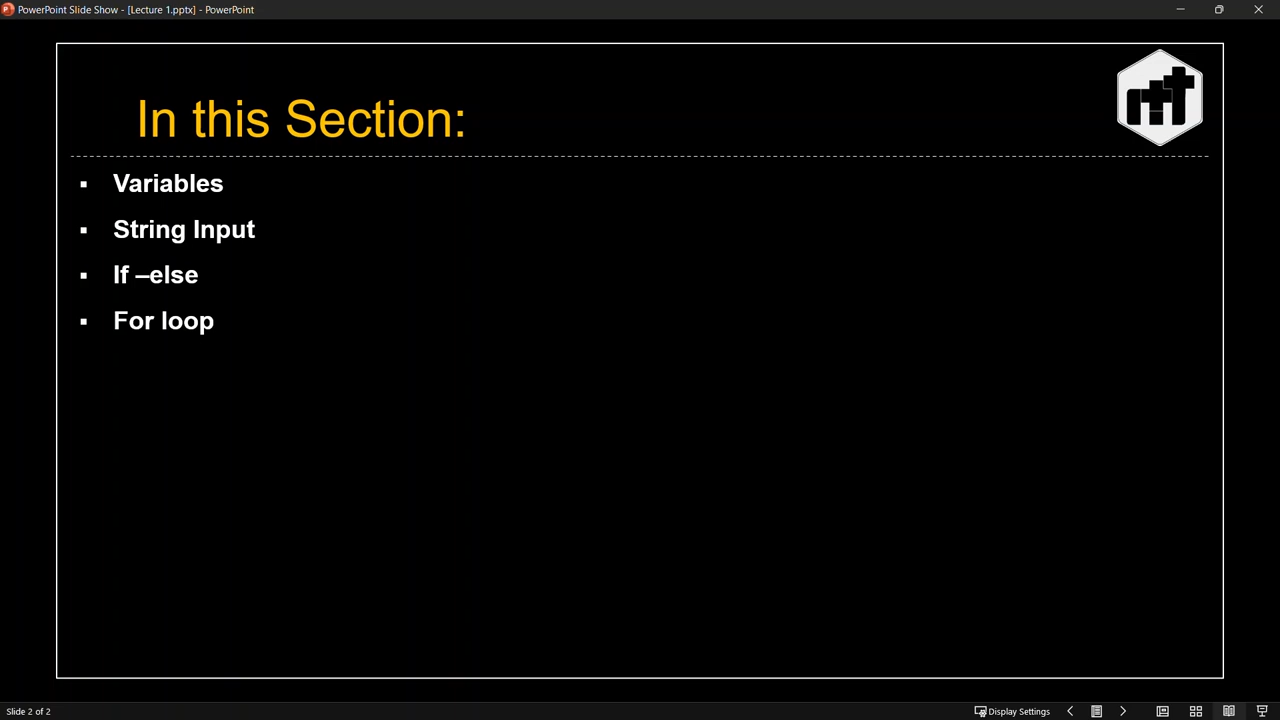 PowerPoint Slide Show - [Lecture 1.pptx] - PowerPoint
In this Section:
▪ Variables
▪ String Input
▪ If –else
▪ For loop
Slide 2 of 2
Display Settings